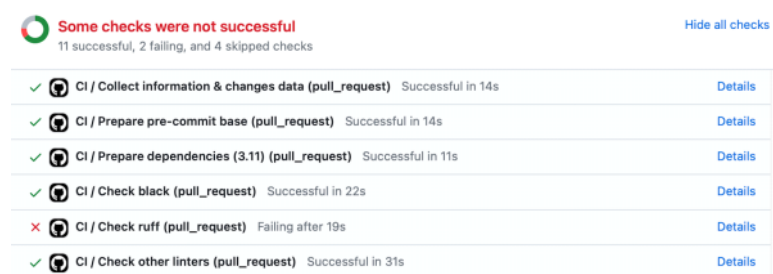 Some checks were not successful
Hide all checks
11 successful, 2 failing, and 4 skipped checks
CI / Collect information & changes data (pull_request) Successful in 14s Details
CI / Prepare pre-commit base (pull_request) Successful in 14s Details
CI / Prepare dependencies (3.11) (pull_request) Successful in 11s Details
CI / Check black (pull_request) Successful in 22s Details
CI / Check ruff (pull_request) Failing after 19s Details
CI / Check other linters (pull_request) Successful in 31s Details